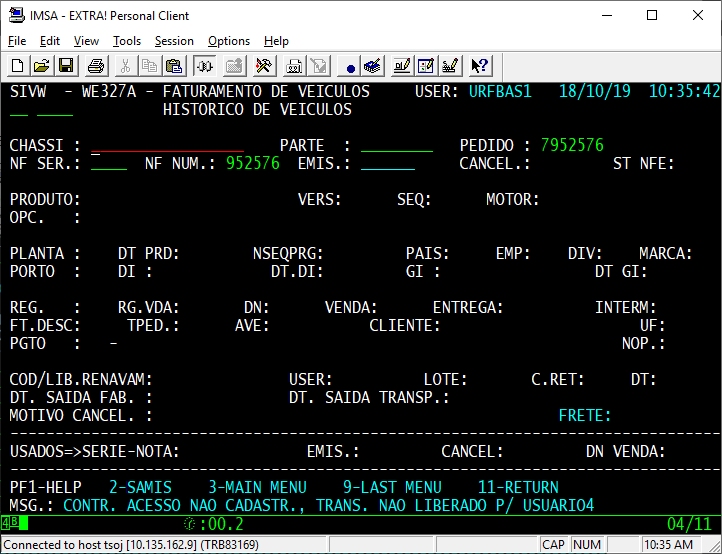 IMSA - EXTRA! Personal Client
File Edit View Tools Session Options Help
SIVW - WE327A - FATURAMENTO DE VEICULOS USER: URFBAS1 18/10/19 10:35:42
__ ____ HISTORICO DE VEICULOS
CHASSI : _________________ PARTE : ________ PEDIDO : 7952576
NF SER.: ____ NF NUM.: 952576 EMIS.: ______ CANCEL.: ST NFE:
PRODUTO: VERS: SEQ: MOTOR:
OPC. :
PLANTA : DT PRD: NSEQPRG: PAIS: EMP: DIV: MARCA:
PORTO : DI : DT.DI: GI : DT GI:
REG. : RG.VDA: DN: VENDA: ENTREGA: INTERM:
FT.DESC: TPED.: AVE: CLIENTE: UF:
PGTO : - NOP.:
COD/LIB.RENAVAM: USER: LOTE: C.RET: DT:
DT. SAIDA FAB. : DT. SAIDA TRANSP.:
MOTIVO CANCEL. : FRETE:
-------------------------------------------------------------------------------
USADOS=>SERIE-NOTA: EMIS.: CANCEL: DN VENDA:
-------------------------------------------------------------------------------
PF1-HELP 2-SAMIS 3-MAIN MENU 9-LAST MENU 11-RETURN
MSG.: CONTR. ACESSO NAO CADASTR., TRANS. NAO LIBERADO P/ USUARIO4
4B :00.2 04/11
Connected to host tsoj [10.135.162.9] (TRB83169) CAP NUM 10:35 AM